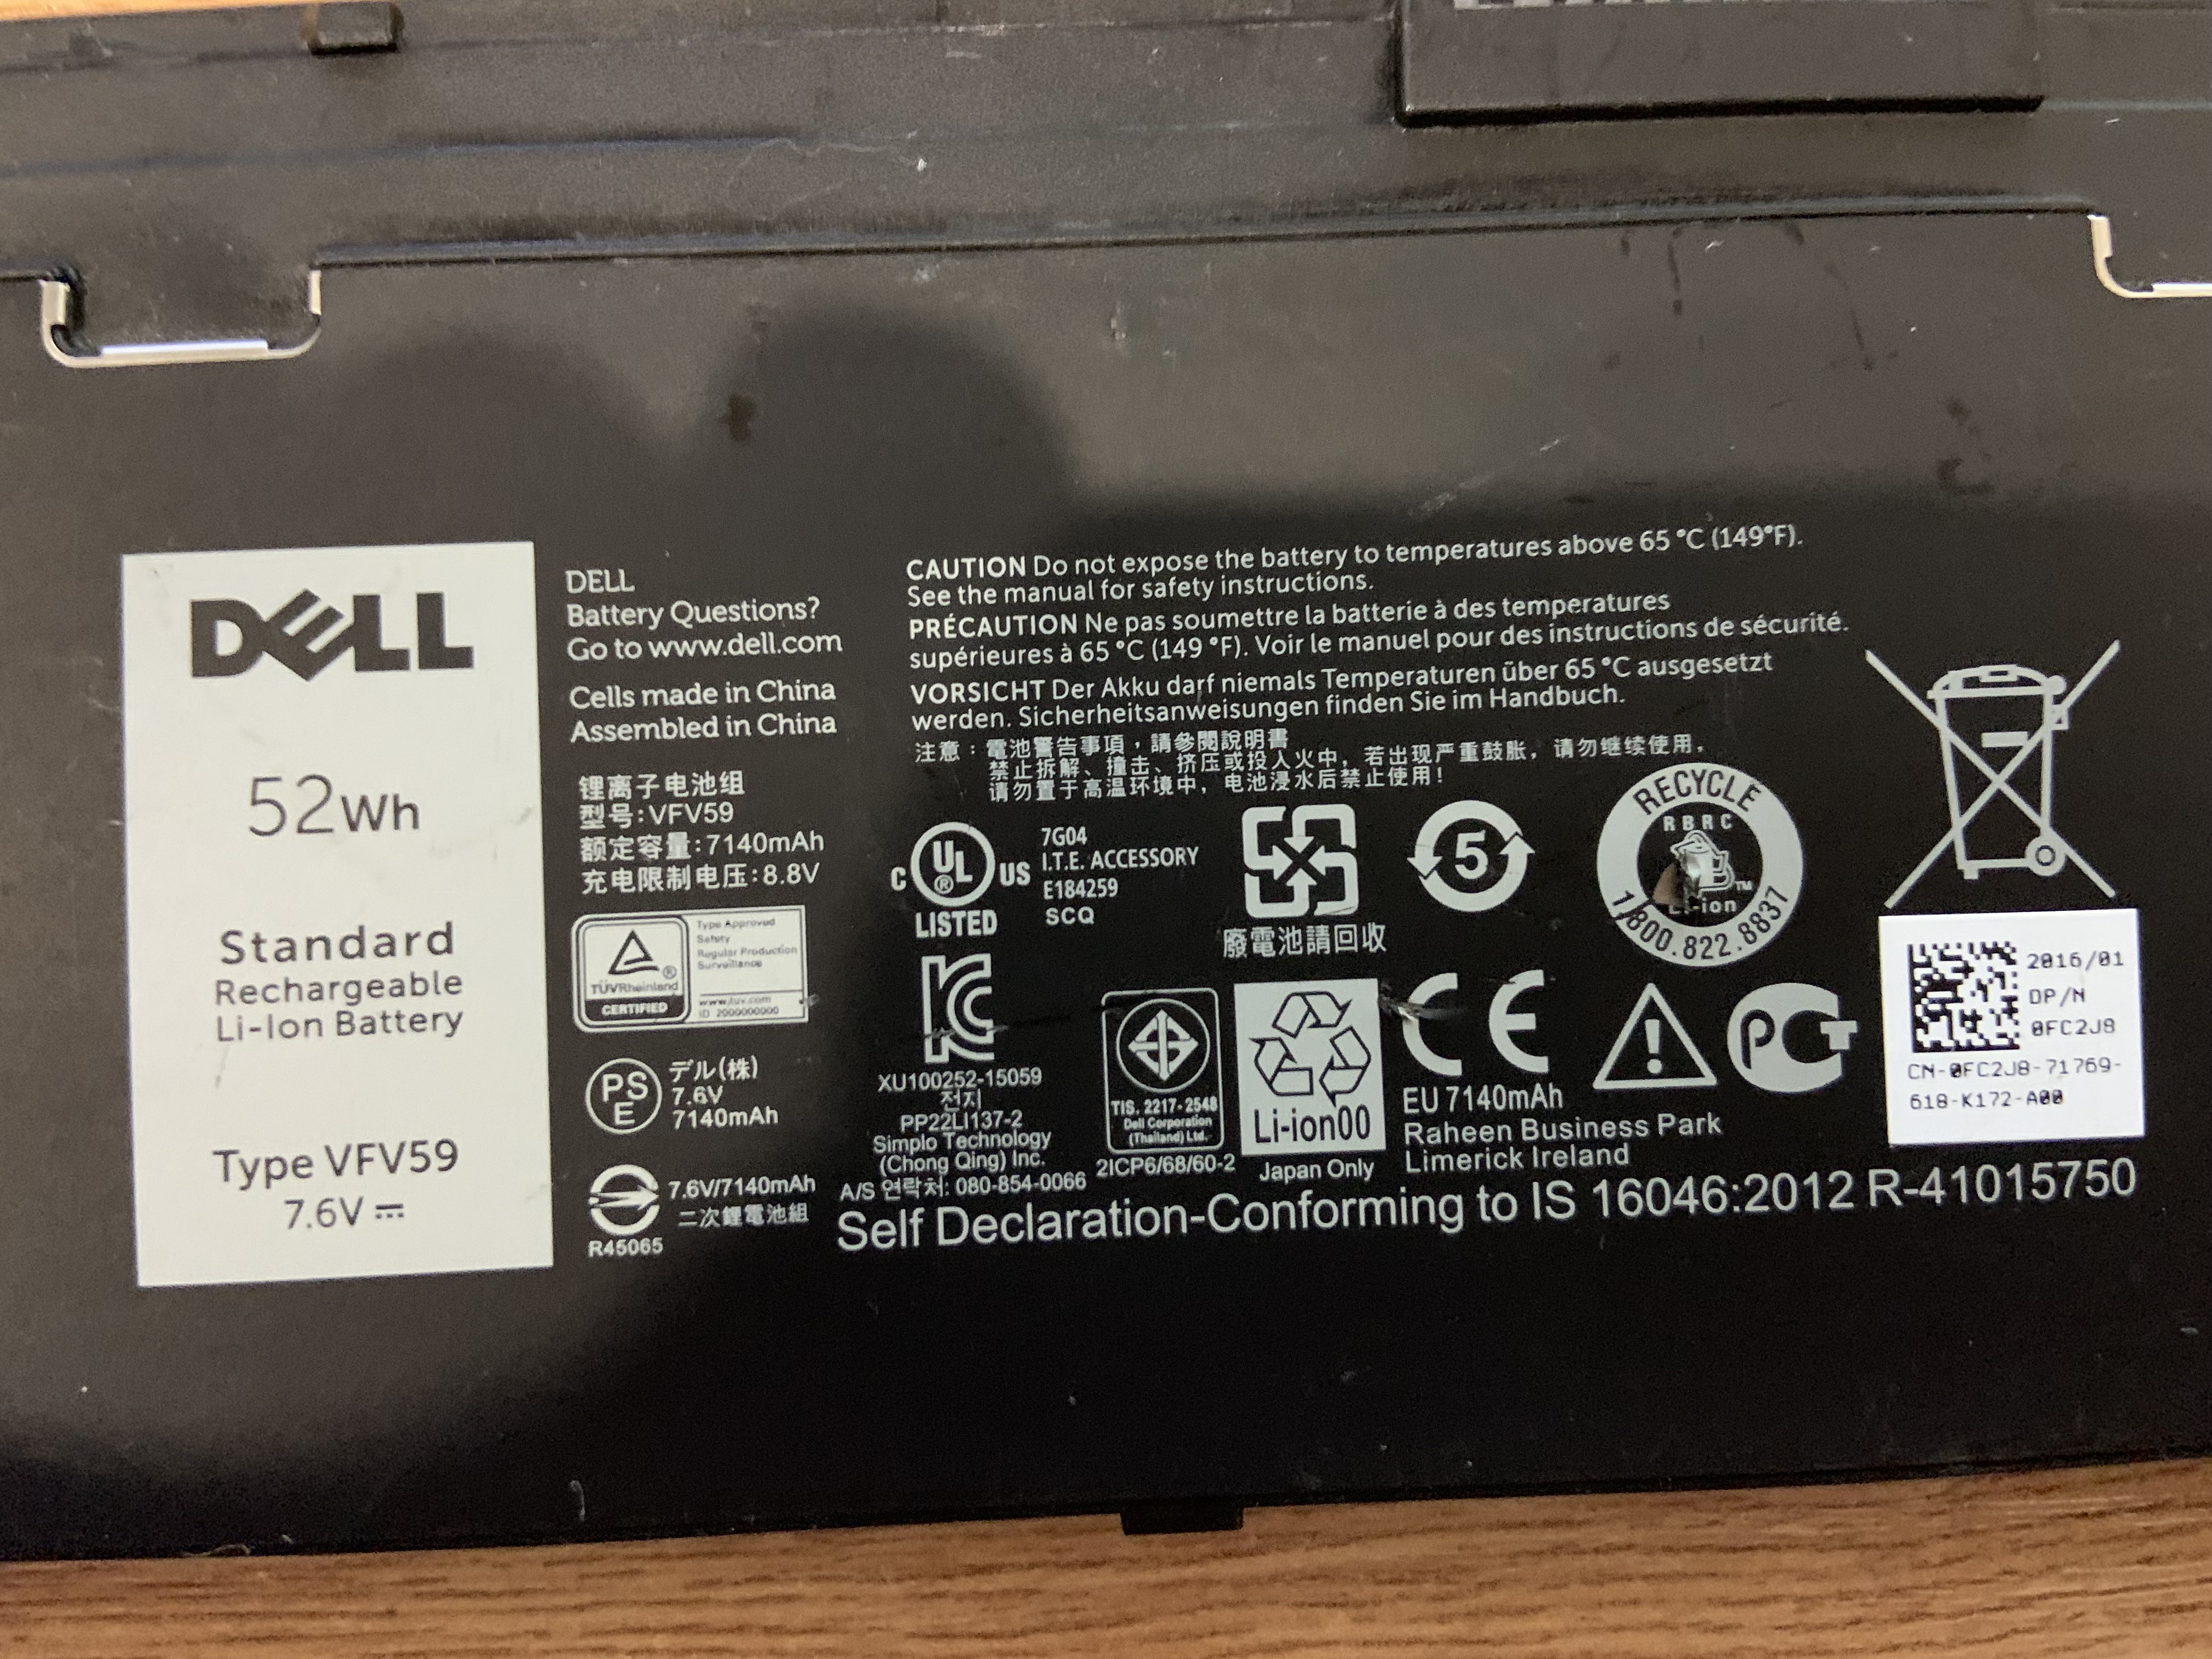 DELL
52Wh
Standard
Rechargeable
Li-Ion Battery
Type VFV59
7.6V
DELL
Battery Questions?
Go to www.dell.com
Cells made in China
Assembled in China
锂离子电池组
型号:VFV59
额定容量:7140mAh
充电限制电压:8.8V
TÜVRheinland
®
CERTIFIED
Type Approved
Safety
Regular Production
Surveillance
www.tuv.com
ID 2000000000
PS
E
デル(株)
7.6V
7140mAh
7.6V/7140mAh
二次鋰電池組
R45065
CAUTION Do not expose the battery to temperatures above 65 °C (149°F).
See the manual for safety instructions.
PRÉCAUTION Ne pas soumettre la batterie à des temperatures
supérieures à 65 °C (149 °F). Voir le manuel pour des instructions de sécurité.
VORSICHT Der Akku darf niemals Temperaturen über 65 °C ausgesetzt
werden. Sicherheitsanweisungen finden Sie im Handbuch.
注意：電池警告事項，請參閱說明書
禁止拆解、撞击、挤压或投入火中，若出现严重鼓胀，请勿继续使用，
请勿置于高温环境中，电池浸水后禁止使用！
C UL ® US
LISTED
7G04
I.T.E. ACCESSORY
E184259
SCQ
廢電池請回收
5
RECYCLE
RBRC
TM
Li-ion
1.800.822.8837
XU100252-15059
전지
PP22LI137-2
Simplo Technology
(Chong Qing) Inc.
A/S 연락처: 080-854-0066
TIS. 2217-2548
Dell Corporation
(Thailand) Ltd.
2ICP6/68/60-2
Li-ion00
Japan Only
CE
EU 7140mAh
Raheen Business Park
Limerick Ireland
PCT
2016/01
DP/N
0FC2J8
CN-0FC2J8-71769-
618-K172-A00
Self Declaration-Conforming to IS 16046:2012 R-41015750